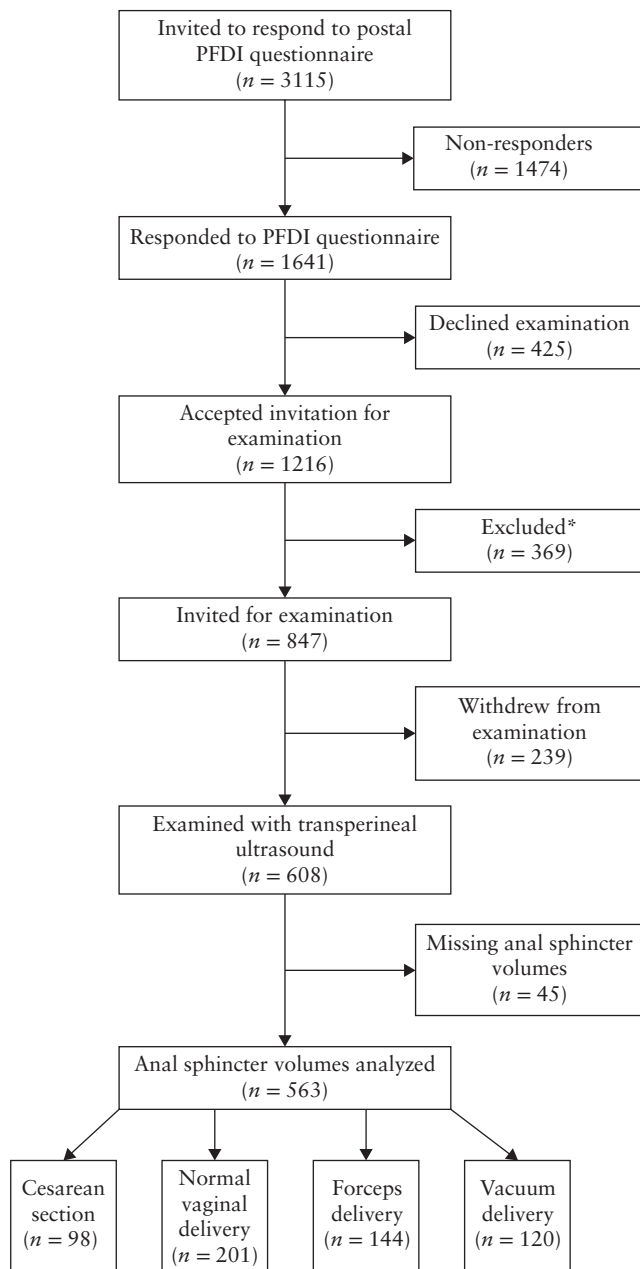 Invited to respond to postal
PFDI questionnaire
(n = 3115)
Non-responders
(n = 1474)
Responded to PFDI questionnaire
(n = 1641)
Declined examination
(n = 425)
Accepted invitation for
examination
(n = 1216)
Excluded*
(n = 369)
Invited for examination
(n = 847)
Withdrew from
examination
(n = 239)
Examined with transperineal
ultrasound
(n = 608)
Missing anal sphincter
volumes
(n = 45)
Anal sphincter volumes analyzed
(n = 563)
Cesarean
section
(n = 98)
Normal
vaginal
delivery
(n = 201)
Forceps
delivery
(n = 144)
Vacuum
delivery
(n = 120)